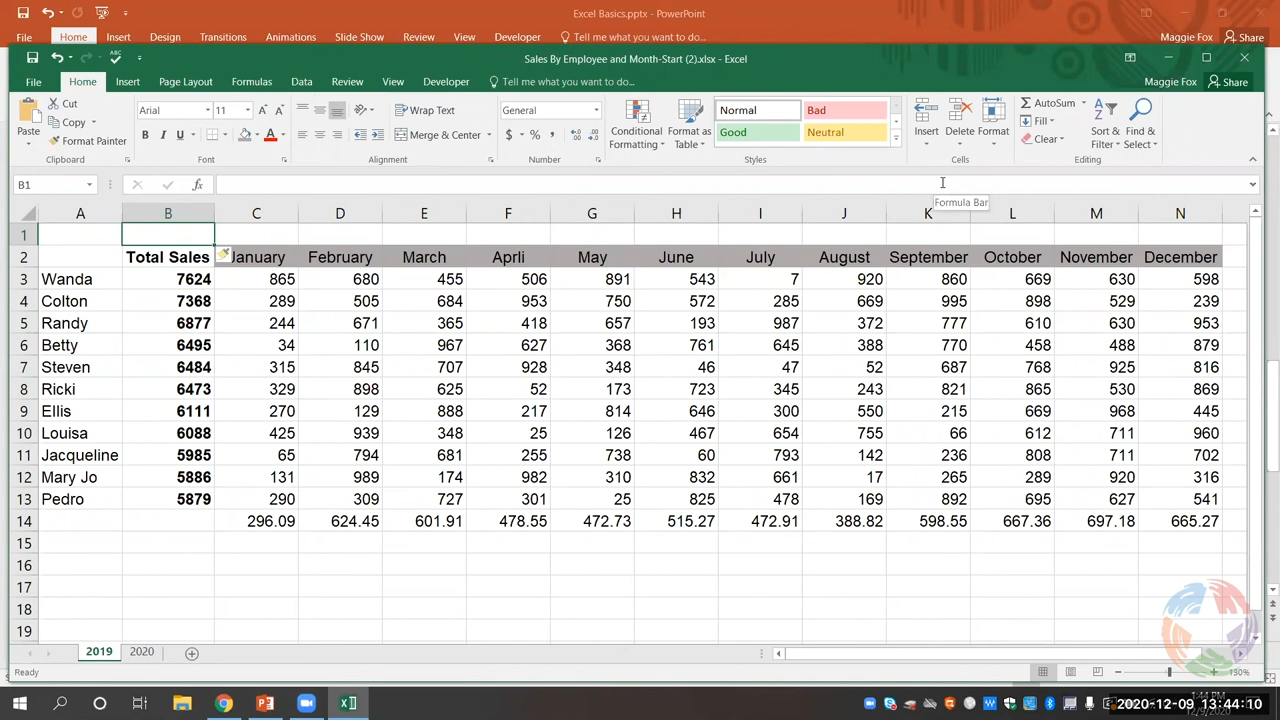 Excel Basics.pptx - PowerPoint
File Home Insert Design Transitions Animations Slide Show Review View Developer Tell me what you want to do... Maggie Fox Share
ABC Sales By Employee and Month-Start (2).xlsx - Excel
File Home Insert Page Layout Formulas Data Review View Developer Tell me what you want to do... Maggie Fox Share
Paste Cut Copy Format Painter Clipboard
Arial 11 A A B I U A Font
Wrap Text Merge & Center Alignment
General $ % , Number
Conditional Formatting Format as Table Normal Bad Good Neutral Styles
Insert Delete Format Cells
AutoSum Fill Clear Sort & Filter Find & Select Editing
B1 fx
Formula Bar
A B C D E F G H I J K L M N
1
2 Total Sales January February March Aprli May June July August September October November December
3 Wanda 7624 865 680 455 506 891 543 7 920 860 669 630 598
4 Colton 7368 289 505 684 953 750 572 285 669 995 898 529 239
5 Randy 6877 244 671 365 418 657 193 987 372 777 610 630 953
6 Betty 6495 34 110 967 627 368 761 645 388 770 458 488 879
7 Steven 6484 315 845 707 928 348 46 47 52 687 768 925 816
8 Ricki 6473 329 898 625 52 173 723 345 243 821 865 530 869
9 Ellis 6111 270 129 888 217 814 646 300 550 215 669 968 445
10 Louisa 6088 425 939 348 25 126 467 654 755 66 612 711 960
11 Jacqueline 5985 65 794 681 255 738 60 793 142 236 808 711 702
12 Mary Jo 5886 131 989 174 982 310 832 661 17 265 289 920 316
13 Pedro 5879 290 309 727 301 25 825 478 169 892 695 627 541
14 296.09 624.45 601.91 478.55 472.73 515.27 472.91 388.82 598.55 667.36 697.18 665.27
15
16
17
18
19
2019 2020
Ready 130%
1:44 PM
2020-12-09 13:44:10
12/9/2020